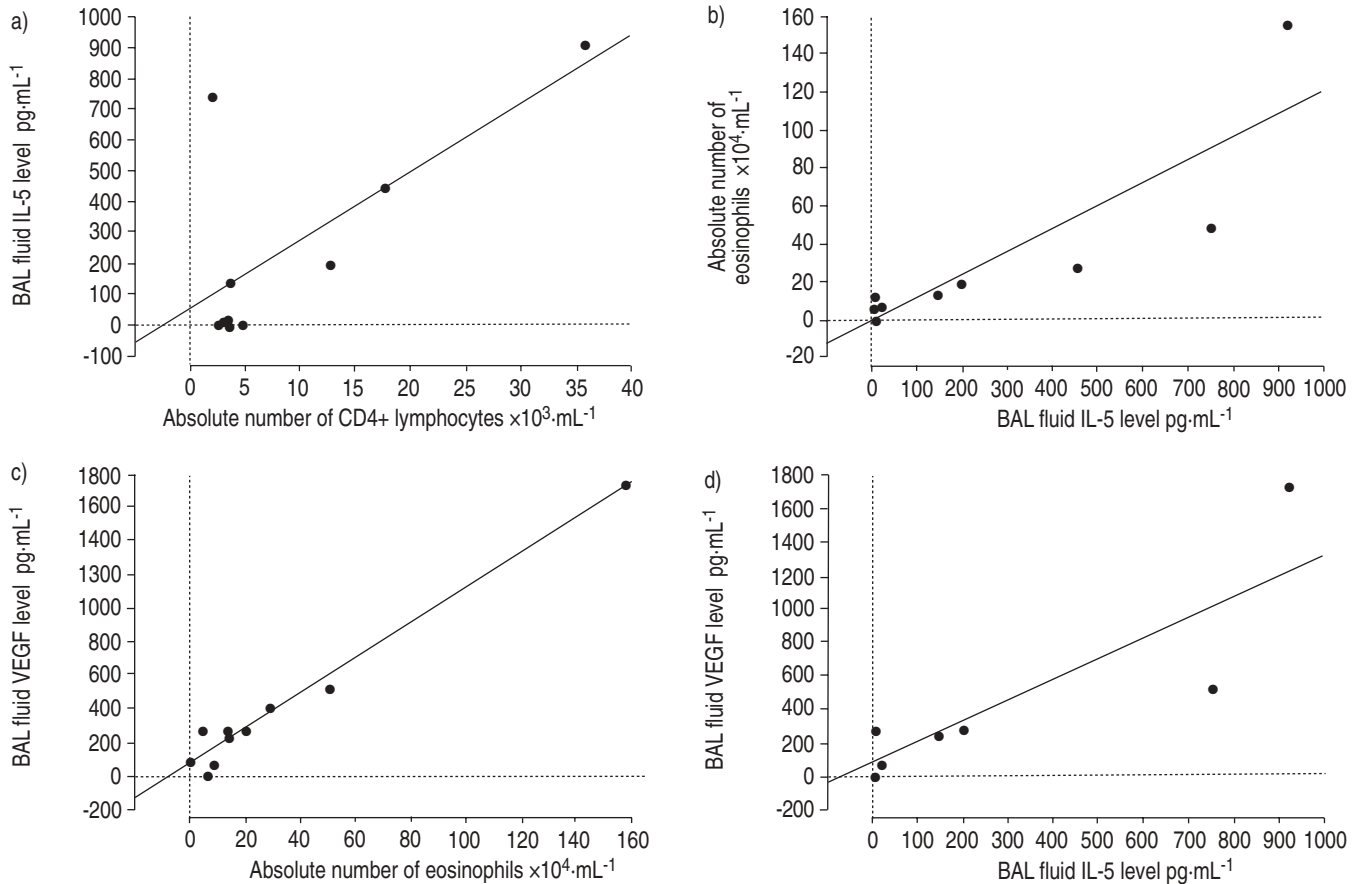 a)
BAL fluid IL-5 level pg·mL-1
1000
900
800
700
600
500
400
300
200
100
0
-100
0 5 10 15 20 25 30 35 40
Absolute number of CD4+ lymphocytes ×10³·mL-1
b)
Absolute number of
eosinophils ×10⁴·mL-1
160
140
120
100
80
60
40
20
0
-20
0 100 200 300 400 500 600 700 800 900 1000
BAL fluid IL-5 level pg·mL-1
c)
BAL fluid VEGF level pg·mL-1
1800
1600
1400
1300
1000
800
600
400
200
0
-200
0 20 40 60 80 100 120 140 160
Absolute number of eosinophils ×10⁴·mL-1
d)
BAL fluid VEGF level pg·mL-1
1800
1600
1400
1200
1000
800
600
400
200
0
-200
0 100 200 300 400 500 600 700 800 900 1000
BAL fluid IL-5 level pg·mL-1